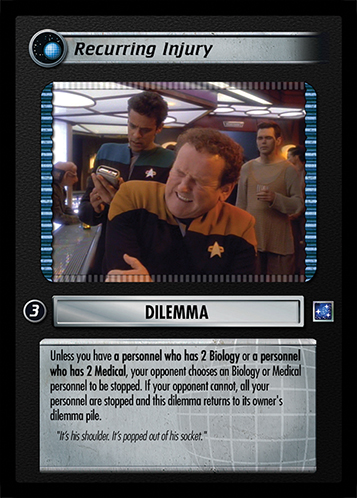 Recurring Injury
3
DILEMMA
Unless you have a personnel who has 2 Biology or a personnel
who has 2 Medical, your opponent chooses an Biology or Medical
personnel to be stopped. If your opponent cannot, all your
personnel are stopped and this dilemma returns to its owner's
dilemma pile.
"It's his shoulder. It's popped out of his socket."